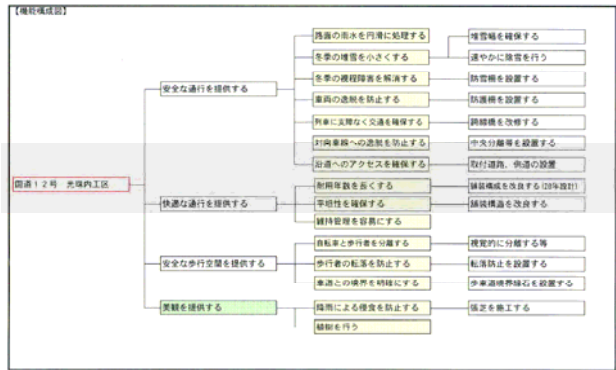 【機能構成図】
路面の雨水を円滑に処理する
堆雪幅を確保する
冬季の堆雪を小さくする
速やかに除雪を行う
冬季の視程障害を解消する
防雪柵を設置する
安全な通行を提供する
車両の逸脱を防止する
防護柵を設置する
列車に支障なく交通を確保する
跨線橋を改修する
対向車線への逸脱を防止する
中央分離等を設置する
沿道へのアクセスを確保する
取付道路、側道の設置
国道12号 光珠内工区
耐用年数を長くする
舗装構成を改良する(20年設計)
快適な通行を提供する
平坦性を確保する
舗装構造を改良する
維持管理を容易にする
自転車と歩行者を分離する
視覚的に分離する等
安全な歩行空間を提供する
歩行者の転落を防止する
転落防止を設置する
車道との境界を明確にする
歩車道境界縁石を設置する
美観を提供する
降雨による侵食を防止する
張芝を施工する
植樹を行う